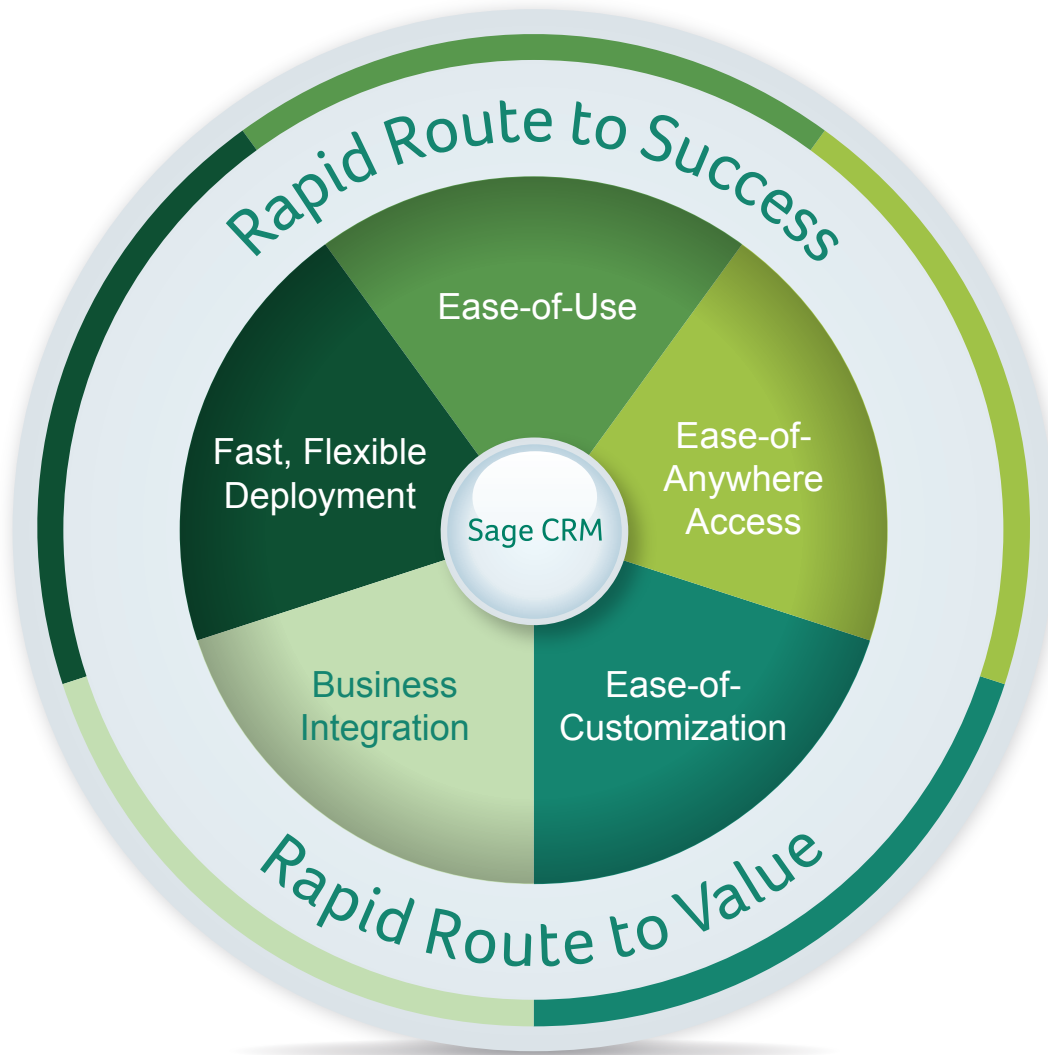 Rapid Route to Success
Ease-of-Use
Fast, Flexible
Deployment
Ease-of-
Anywhere
Access
Sage CRM
Business
Integration
Ease-of-
Customization
Rapid Route to Value